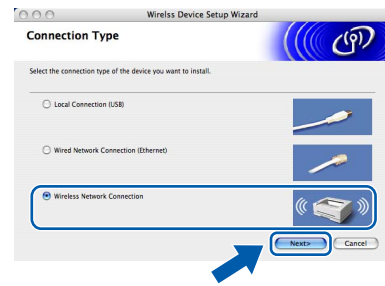 Wirelss Device Setup Wizard
Connection Type
Select the connection type of the device you want to install.
Local Connection (USB)
Wired Network Connection (Ethernet)
Wireless Network Connection
Next>
Cancel